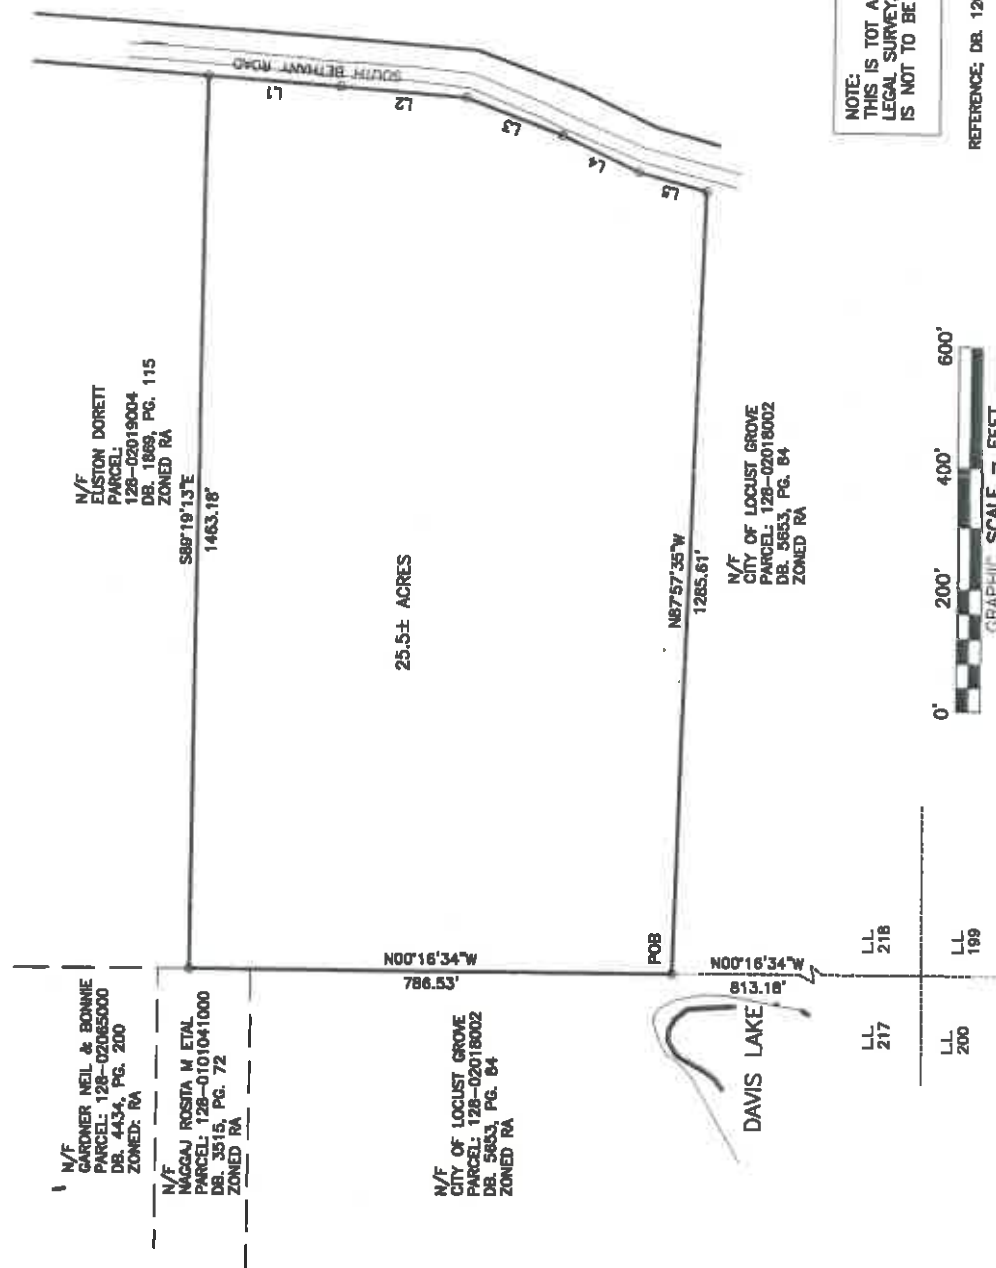 N/F
GARDNER NEIL & BONNIE
PARCEL: 128-02065000
DB. 4434, PG. 200
ZONED: RA
N/F
NAGGAJ ROSITA M ETAL
PARCEL: 128-0101041000
DB. 3515, PG. 72
ZONED RA
N/F
CITY OF LOCUST GROVE
PARCEL: 128-02018002
DB. 5653, PG. 84
ZONED RA
N/F
EUSTON DORETT
PARCEL:
128-02019004
DB. 1869, PG. 115
ZONED RA
S89°19'13"E
1463.18'
SOUTH BETHANY ROAD
L1
L2
L3
L4
L5
25.5± ACRES
N00°16'34"W
786.53'
POB
N87°57'35"W
1285.61'
N/F
CITY OF LOCUST GROVE
PARCEL: 128-02018002
DB. 5653, PG. 84
ZONED RA
N00°16'34"W
813.18'
DAVIS LAKE
LL
217
LL
218
LL
200
LL
199
0'
200'
400'
600'
GRAPHIC SCALE - FEET
NOTE:
THIS IS TOT A
LEGAL SURVEY.
IS NOT TO BE
REFERENCE; DB. 12